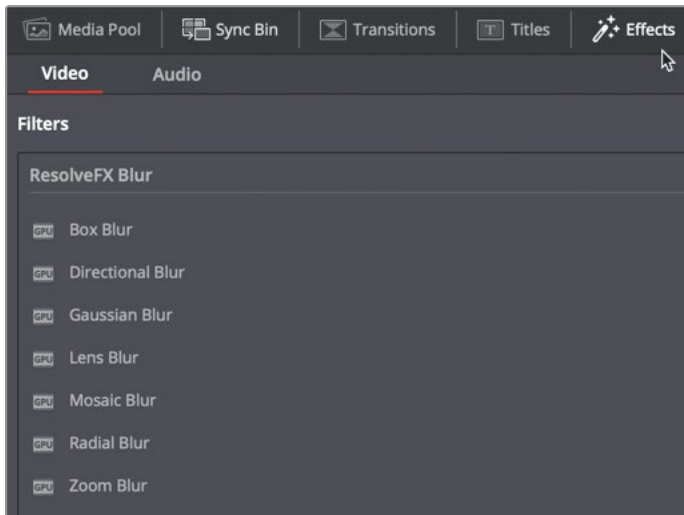 Media Pool Sync Bin Transitions T Titles Effects
Video Audio
Filters
ResolveFX Blur
GPU Box Blur
GPU Directional Blur
GPU Gaussian Blur
GPU Lens Blur
GPU Mosaic Blur
GPU Radial Blur
GPU Zoom Blur